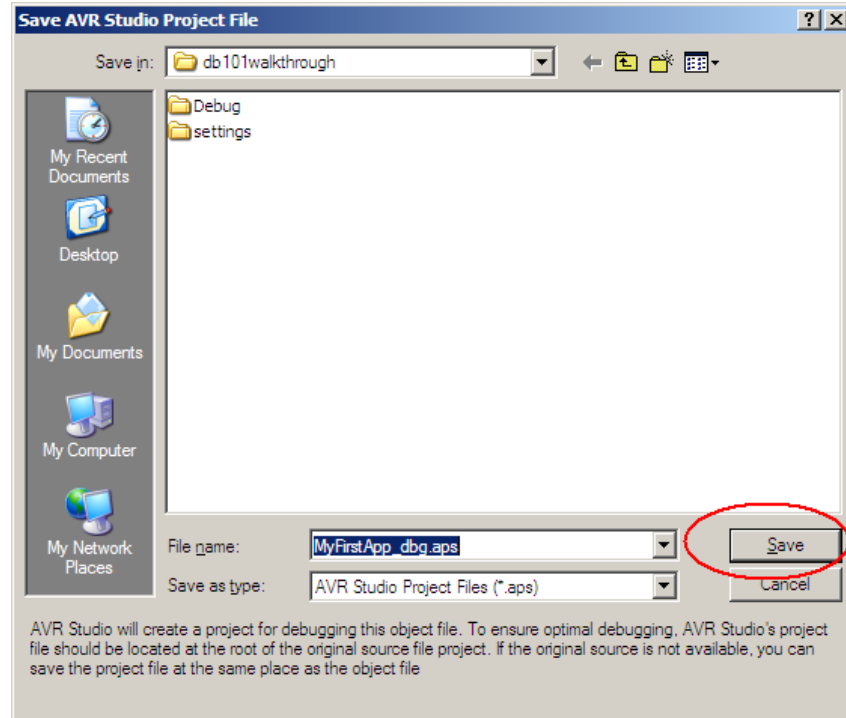 Save AVR Studio Project File
Save in: db101walkthrough
Debug
settings
My Recent
Documents
Desktop
My Documents
My Computer
My Network
Places
File name: MyFirstApp_dbg.aps Save
Save as type: AVR Studio Project Files (*.aps) Cancel
AVR Studio will create a project for debugging this object file. To ensure optimal debugging, AVR Studio's project
file should be located at the root of the original source file project. If the original source is not available, you can
save the project file at the same place as the object file